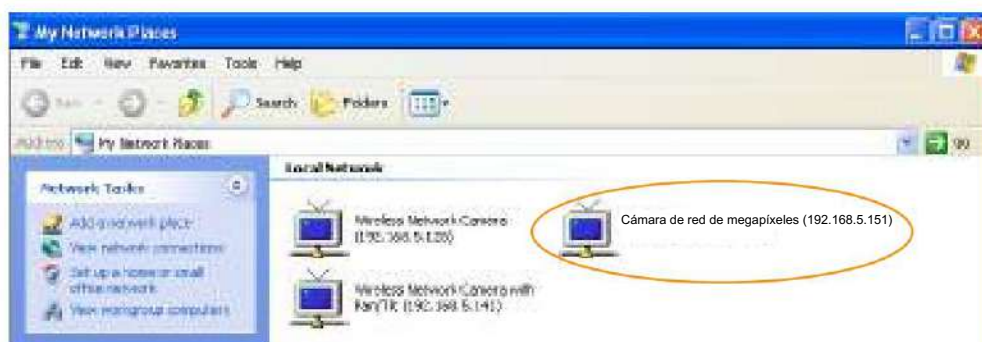 My Network Places
File Edit View Favorites Tools Help
Back Search Folders
Address My Network Places Go
Local Network
Network Tasks
Add a network place
View network connections
Set up a home or small
office network
View workgroup computers
Wireless Network Camera
(192.168.5.128)
Cámara de red de megapíxeles (192.168.5.151)
Wireless Network Camera with
Pan/Tilt (192.168.5.141)